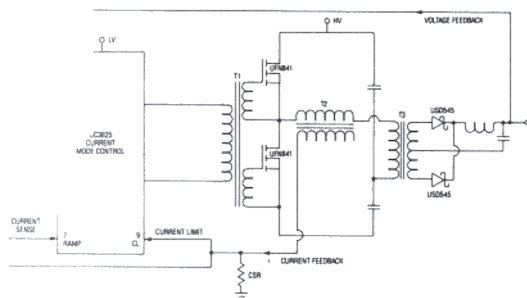 VOLTAGE FEEDBACK
LV
HV
T1
UFN841
T2
T3
USD545
UC3825
CURRENT
MODE CONTROL
UFN841
USD545
CURRENT
SENSE
7
RAMP
9
CL
CURRENT LIMIT
CURRENT FEEDBACK
CSR